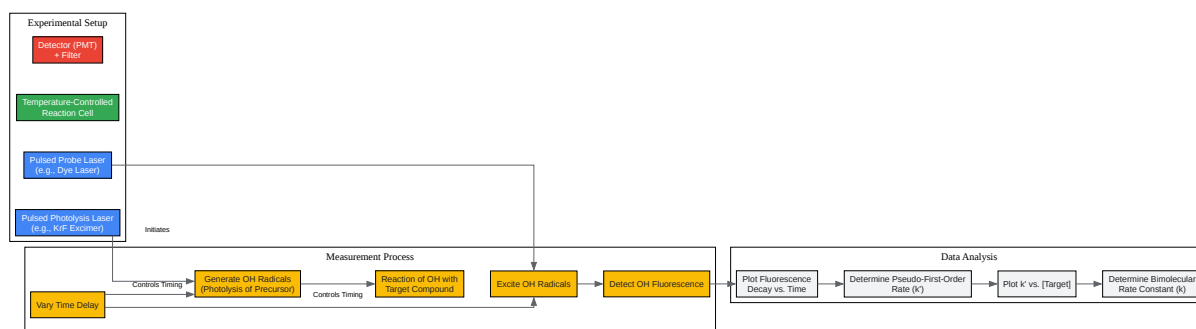 Experimental Setup
Detector (PMT)
+ Filter
Temperature-Controlled
Reaction Cell
Pulsed Probe Laser
(e.g., Dye Laser)
Pulsed Photolysis Laser
(e.g., KrF Excimer)
Initiates
Measurement Process
Controls Timing
Generate OH Radicals
(Photolysis of Precursor)
Controls Timing
Reaction of OH with
Target Compound
Excite OH Radicals
Detect OH Fluorescence
Vary Time Delay
Data Analysis
Plot Fluorescence
Decay vs. Time
Determine Pseudo-First-Order
Rate (k')
Plot k' vs. [Target]
Determine Bimolecular
Rate Constant (k)